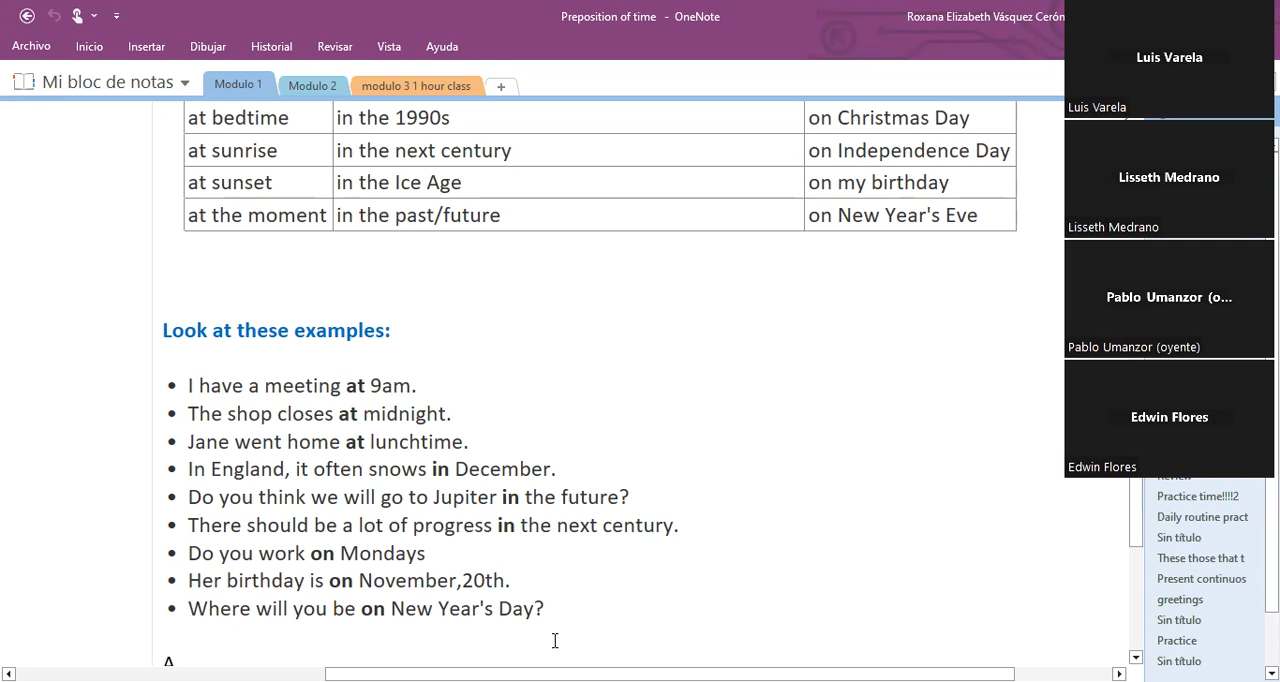 Preposition of time - OneNote
Roxana Elizabeth Vásquez Cerón
Archivo Inicio Insertar Dibujar Historial Revisar Vista Ayuda
Mi bloc de notas Modulo 1 Modulo 2 modulo 3 1 hour class +
at bedtime in the 1990s on Christmas Day
at sunrise in the next century on Independence Day
at sunset in the Ice Age on my birthday
at the moment in the past/future on New Year's Eve
Look at these examples:
• I have a meeting at 9am.
• The shop closes at midnight.
• Jane went home at lunchtime.
• In England, it often snows in December.
• Do you think we will go to Jupiter in the future?
• There should be a lot of progress in the next century.
• Do you work on Mondays
• Her birthday is on November,20th.
• Where will you be on New Year's Day?
A
Luis Varela
Luis Varela
Lisseth Medrano
Lisseth Medrano
Pablo Umanzor (o...
Pablo Umanzor (oyente)
Edwin Flores
Edwin Flores
Review
Practice time!!!!2
Daily routine pract
Sin título
These those that t
Present continuos
greetings
Sin título
Practice
Sin título